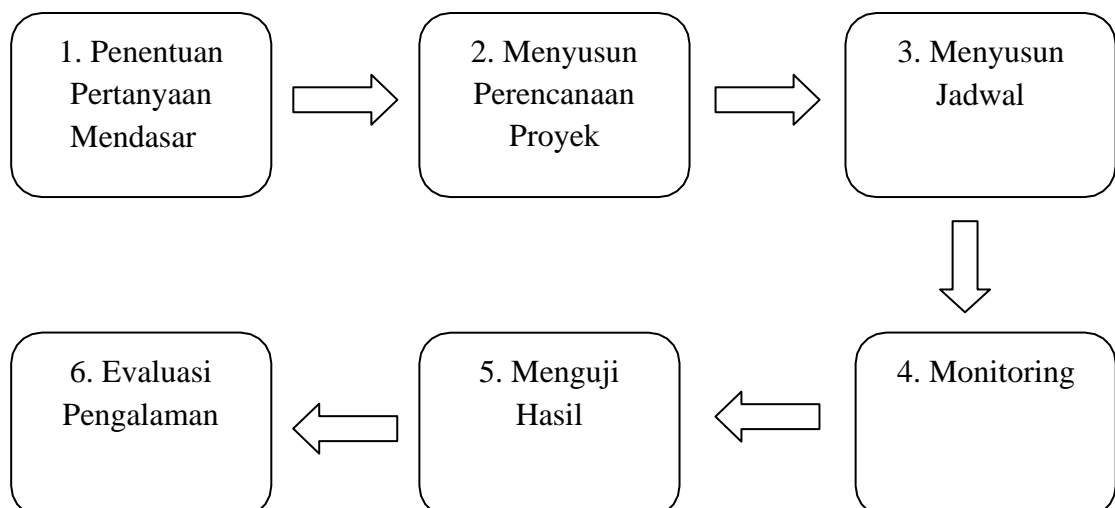 1. Penentuan
Pertanyaan
Mendasar
2. Menyusun
Perencanaan
Proyek
3. Menyusun
Jadwal
4. Monitoring
5. Menguji
Hasil
6. Evaluasi
Pengalaman